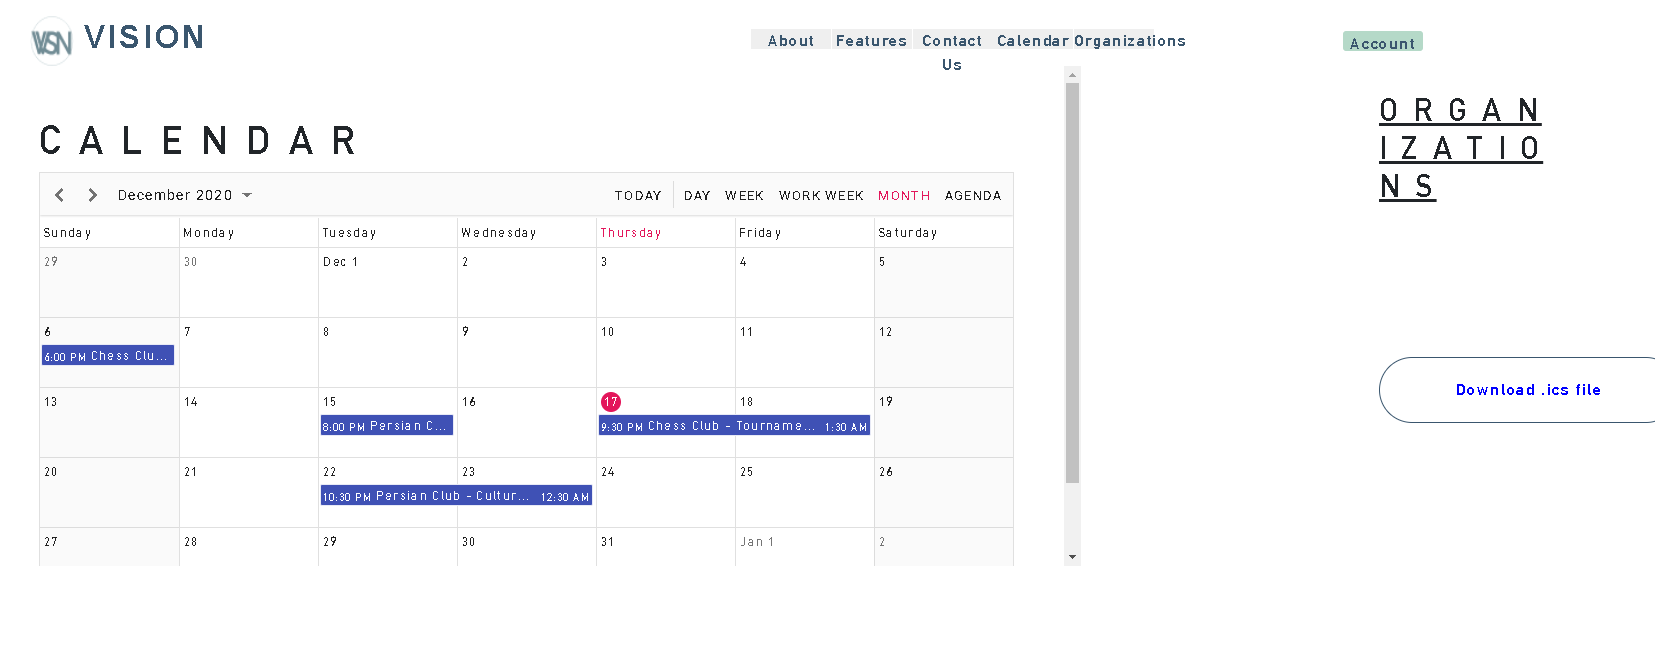 WSN VISION
About Features Contact Us Calendar Organizations
Account
CALENDAR
December 2020
TODAY DAY WEEK WORK WEEK MONTH AGENDA
Sunday Monday Tuesday Wednesday Thursday Friday Saturday
29 30 Dec 1 2 3 4 5
6 7 8 9 10 11 12
6:00 PM Chess Clu...
13 14 15 16 17 18 19
8:00 PM Persian C... 9:30 PM Chess Club - Tourname... 1:30 AM
20 21 22 23 24 25 26
10:30 PM Persian Club - Cultur... 12:30 AM
27 28 29 30 31 Jan 1 2
ORGAN
IZATIO
NS
Download .ics file